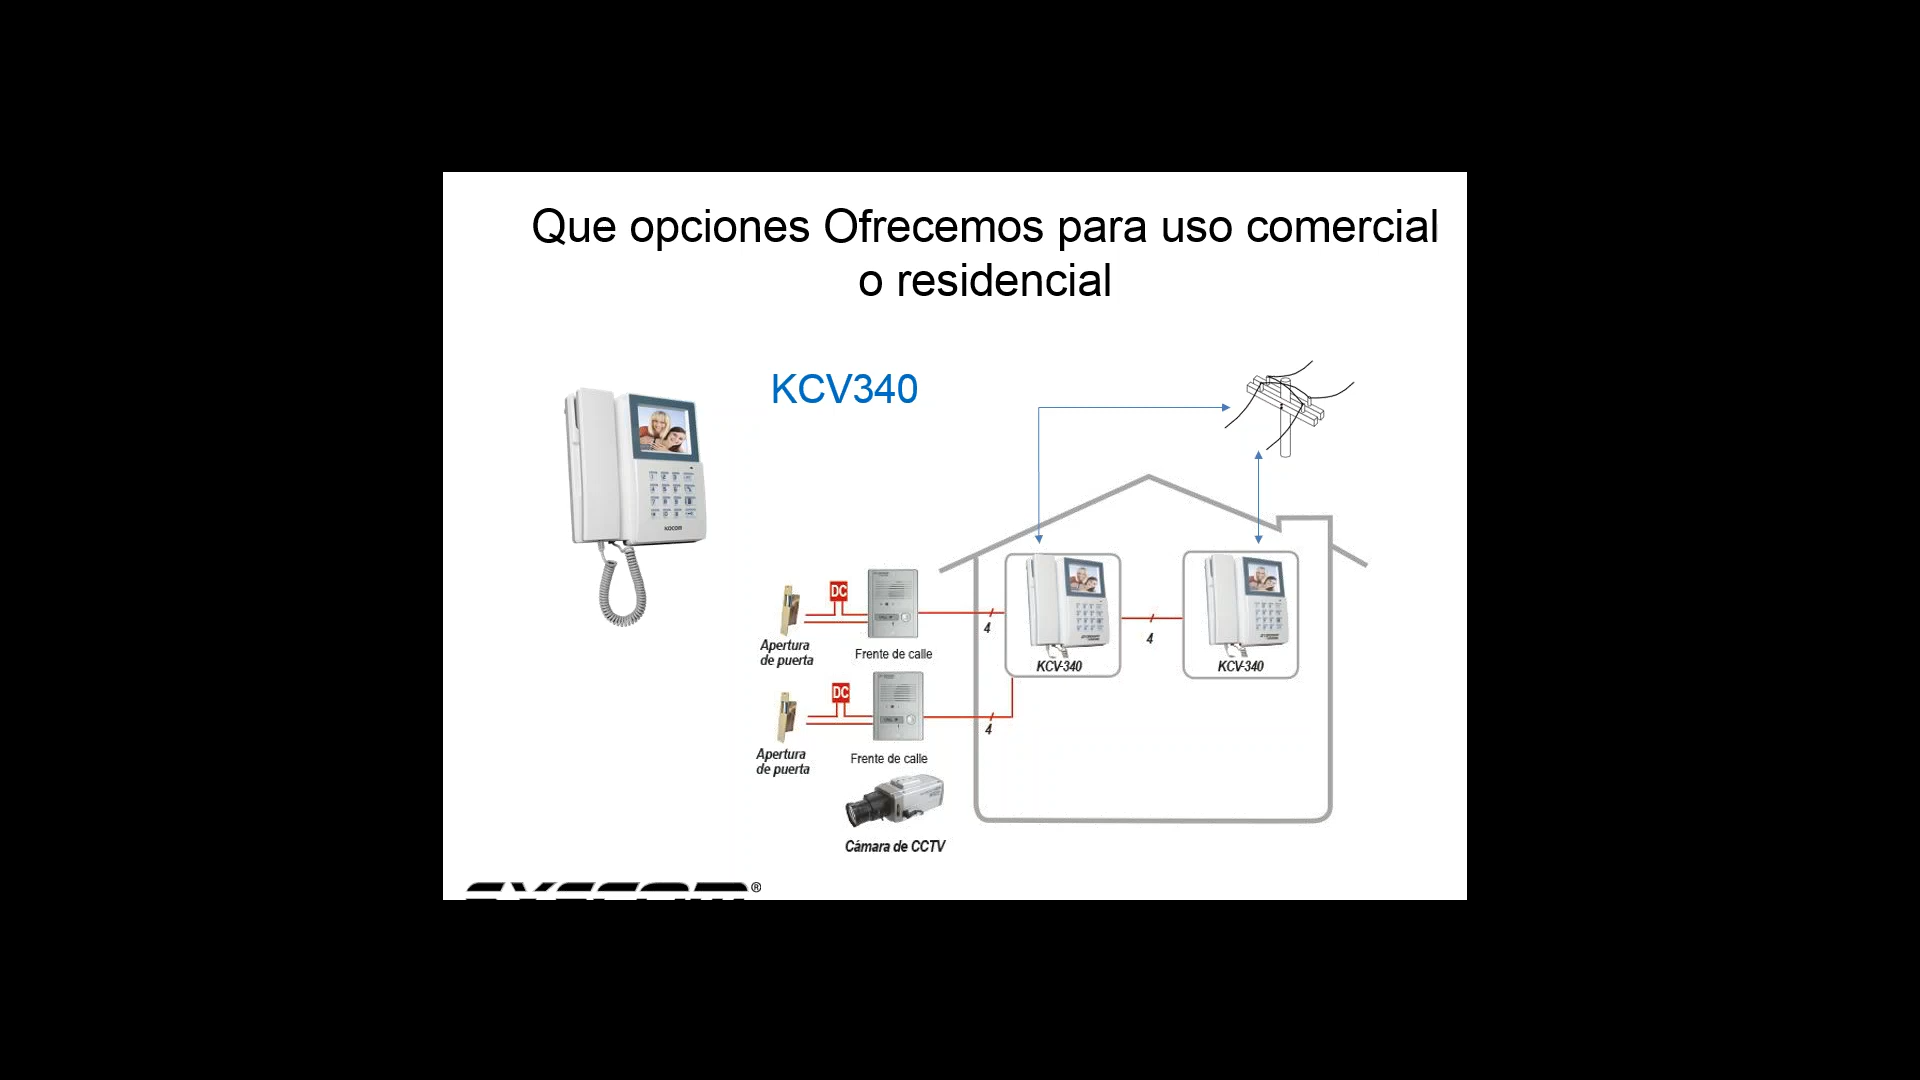 Que opciones Ofrecemos para uso comercial
o residencial
KCV340
KOCOM
DC
Apertura
de puerta
Frente de calle
4
KCV-340
4
KCV-340
DC
Apertura
de puerta
Frente de calle
4
Cámara de CCTV
®